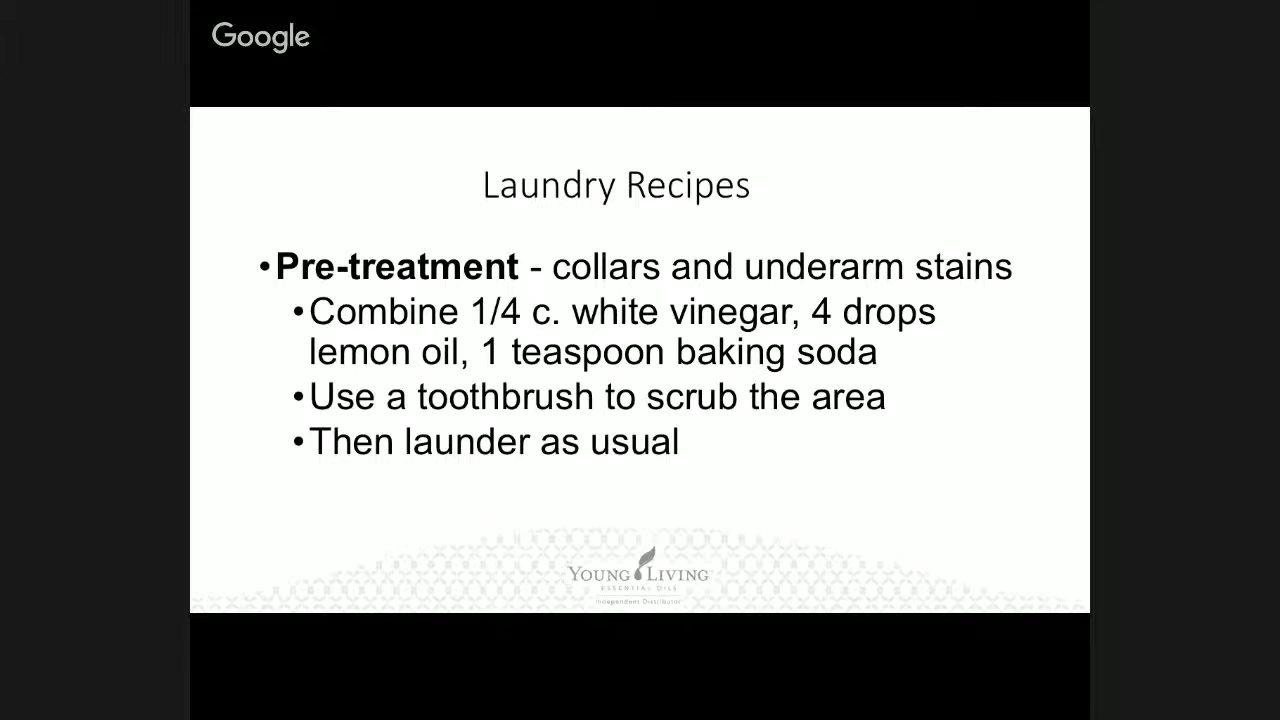 Google
Laundry Recipes
•Pre-treatment - collars and underarm stains
•Combine 1/4 c. white vinegar, 4 drops
lemon oil, 1 teaspoon baking soda
•Use a toothbrush to scrub the area
•Then launder as usual
YOUNG LIVING
ESSENTIAL OILS
Independent Distributor